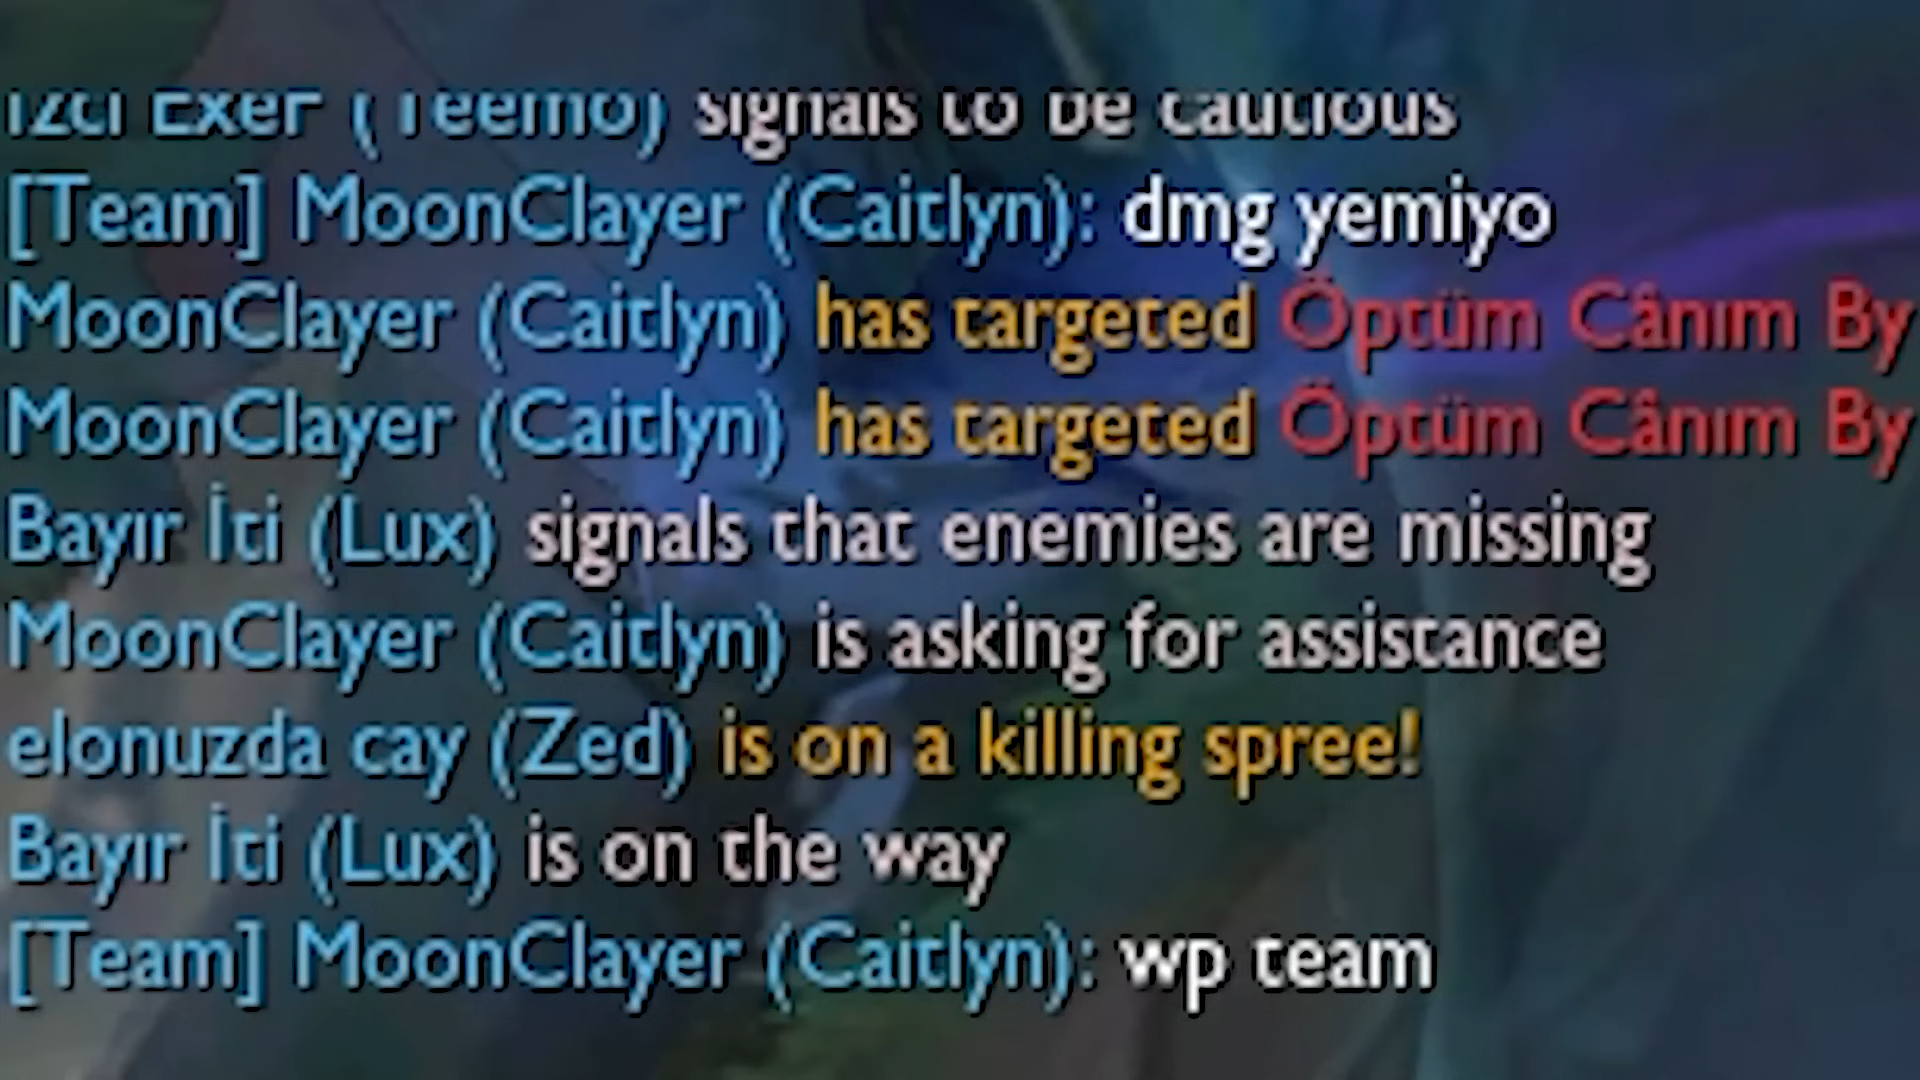 (Teemo) signals to be cautious
[Team] MoonClayer (Caitlyn): dmg yemiyo
MoonClayer (Caitlyn) has targeted Öptüm Cânım By
MoonClayer (Caitlyn) has targeted Öptüm Cânım By
Bayır İti (Lux) signals that enemies are missing
MoonClayer (Caitlyn) is asking for assistance
elonuzda cay (Zed) is on a killing spree!
Bayır İti (Lux) is on the way
[Team] MoonClayer (Caitlyn): wp team